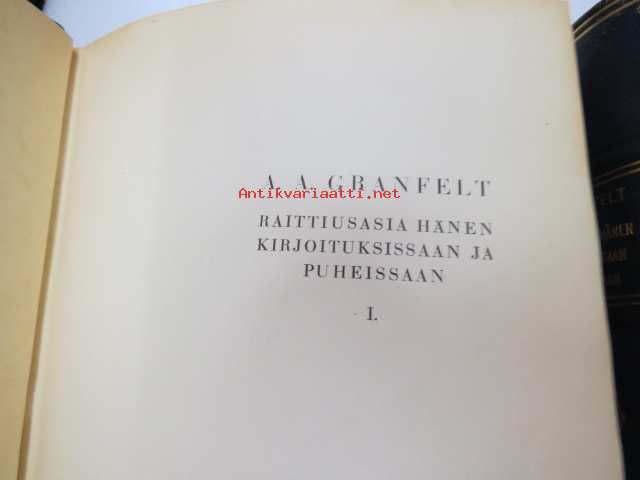 A. A. GRANFELT
Antikvariaatti.net
RAITTIUSASIA HÄNEN
KIRJOITUKSISSAAN JA
PUHEISSAAN
I.